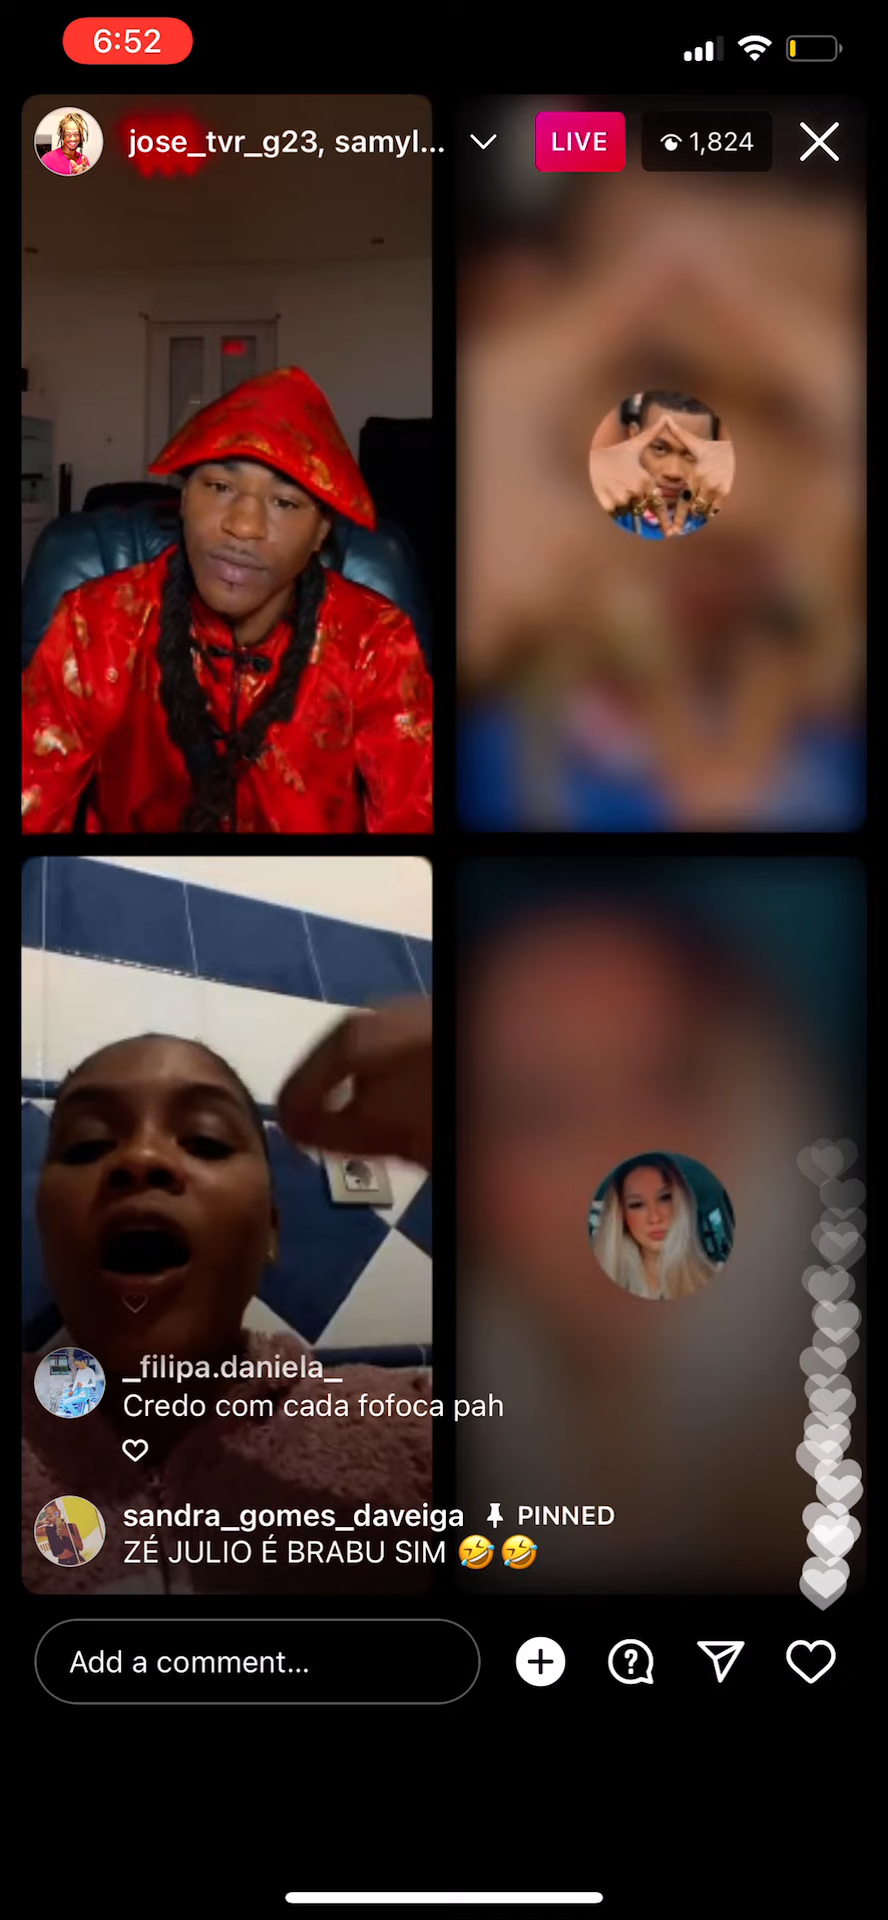 6:52
jose_tvr_g23, samyl...
LIVE
1,824
_filipa.daniela_
Credo com cada fofoca pah
sandra_gomes_daveiga PINNED
ZÉ JULIO É BRABU SIM 🤣🤣
Add a comment...